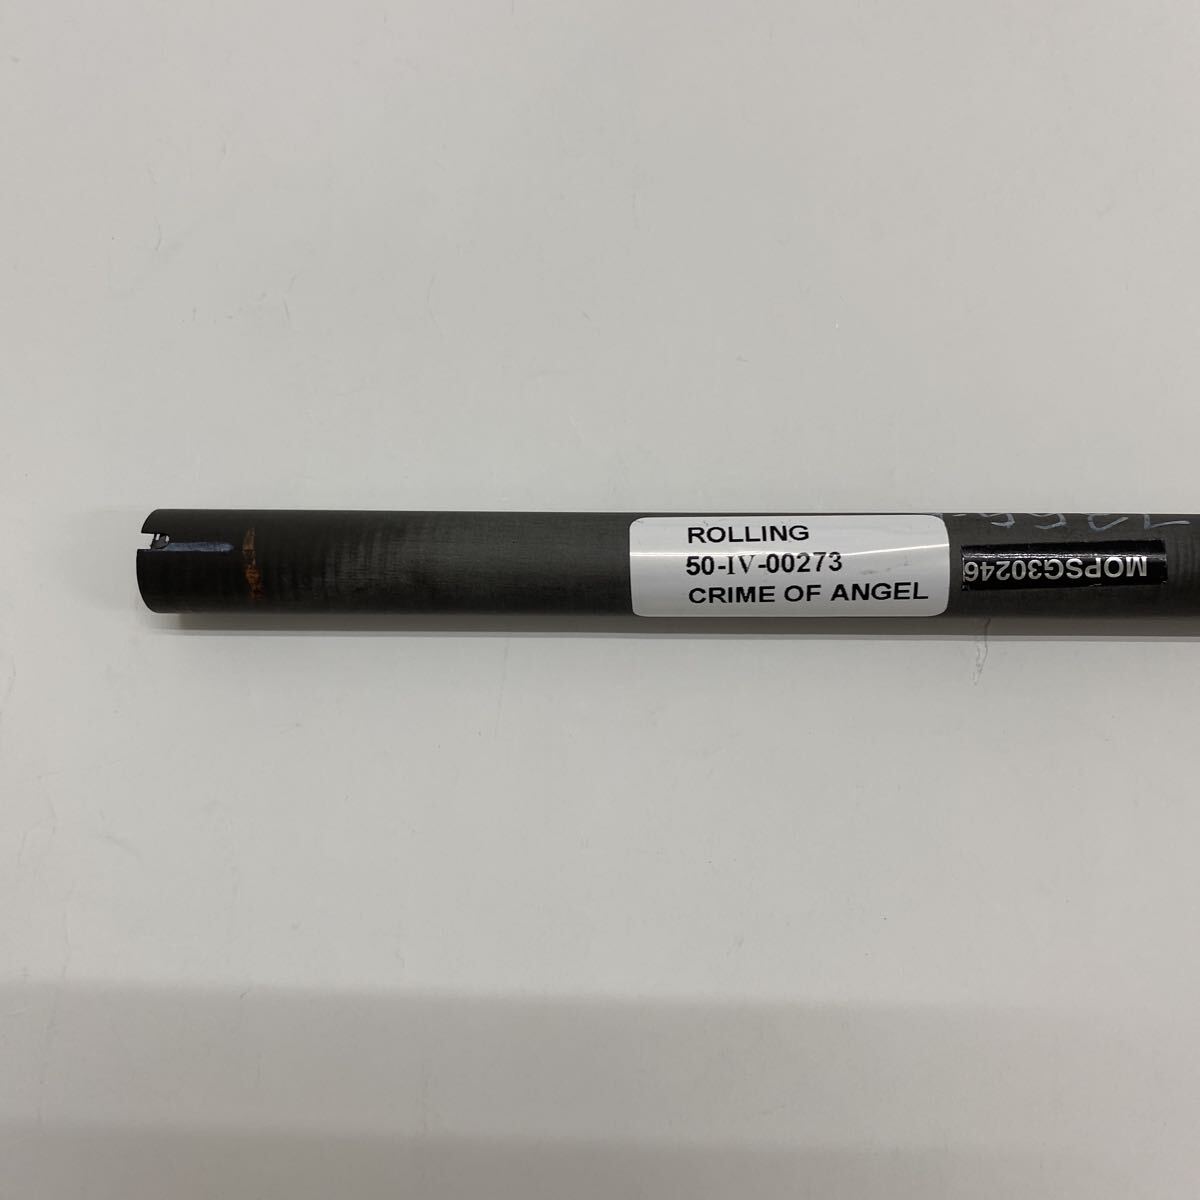 ROLLING
50-IV-00273
CRIME OF ANGEL
MOPSG30246